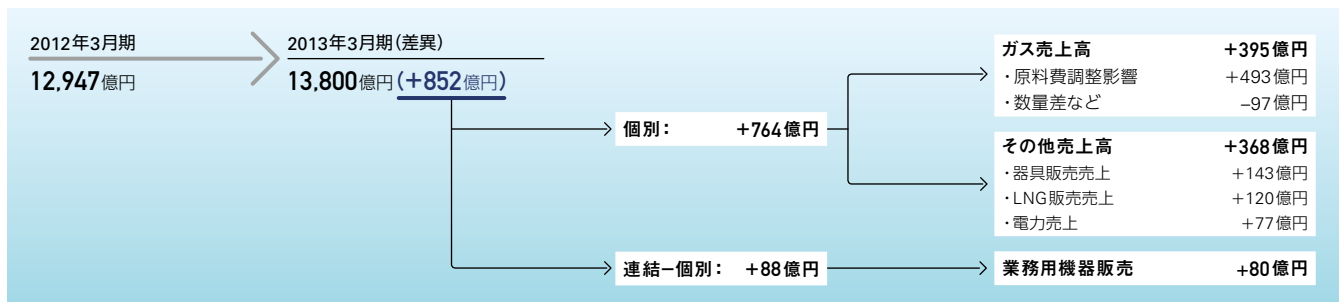 2012年3月期
12,947億円
2013年3月期(差異)
13,800億円(+852億円)
個別： +764億円
ガス売上高 +395億円
・原料費調整影響 +493億円
・数量差など –97億円
その他売上高 +368億円
・器具販売売上 +143億円
・LNG販売売上 +120億円
・電力売上 +77億円
連結–個別： +88億円
業務用機器販売 +80億円